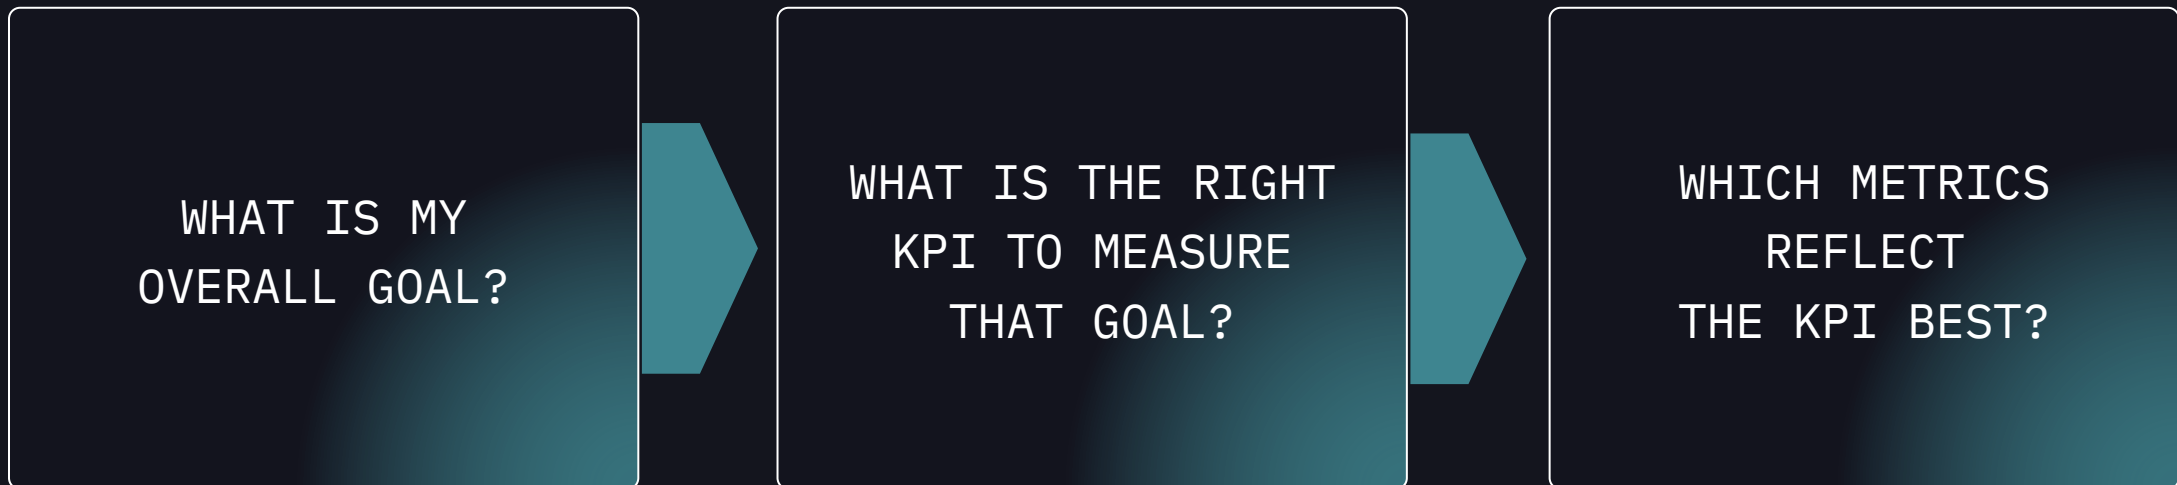 WHAT IS MY
OVERALL GOAL?
WHAT IS THE RIGHT
KPI TO MEASURE
THAT GOAL?
WHICH METRICS
REFLECT
THE KPI BEST?